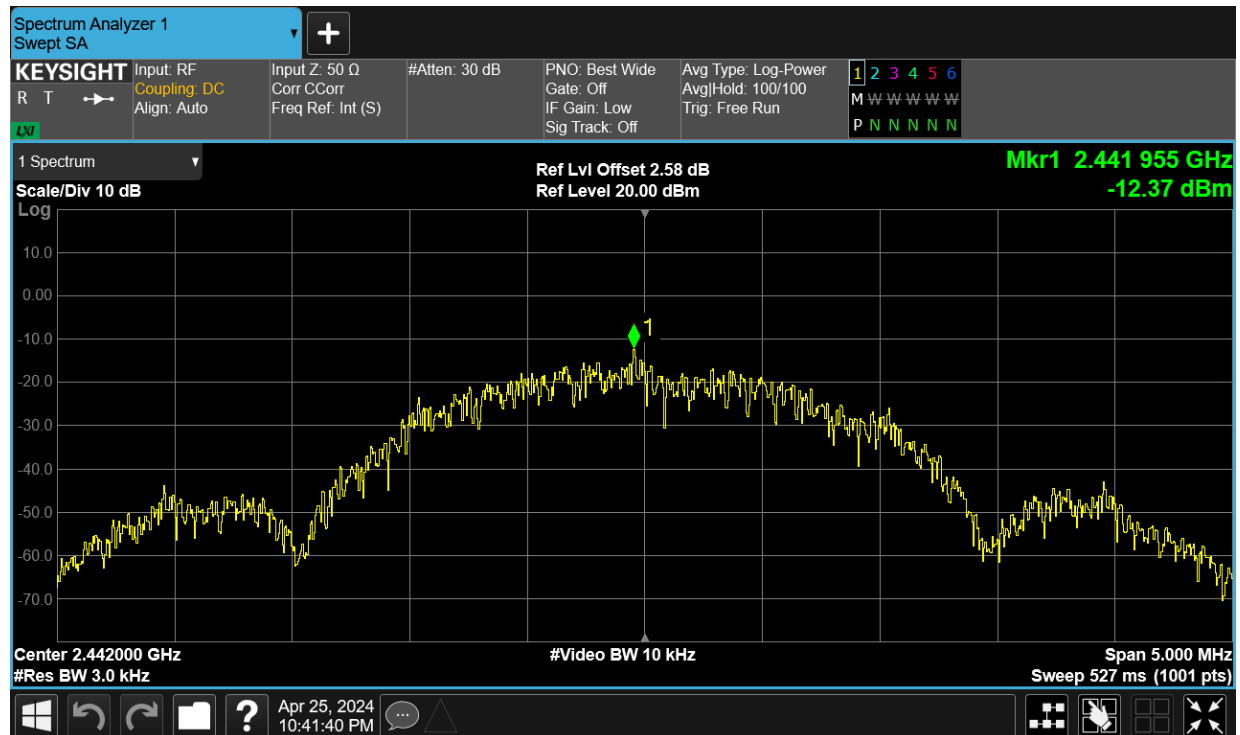 Spectrum Analyzer 1
Swept SA
+
KEYSIGHT
R T
LXI
Input: RF
Coupling: DC
Align: Auto
Input Z: 50 Ω
Corr CCorr
Freq Ref: Int (S)
#Atten: 30 dB
PNO: Best Wide
Gate: Off
IF Gain: Low
Sig Track: Off
Avg Type: Log-Power
Avg|Hold: 100/100
Trig: Free Run
1 2 3 4 5 6
M W W W W W
P N N N N N
1 Spectrum
Ref Lvl Offset 2.58 dB
Mkr1 2.441 955 GHz
Scale/Div 10 dB
Ref Level 20.00 dBm
-12.37 dBm
Log
10.0
0.00
1
-10.0
-20.0
-30.0
-40.0
-50.0
-60.0
-70.0
Center 2.442000 GHz
#Video BW 10 kHz
Span 5.000 MHz
#Res BW 3.0 kHz
Sweep 527 ms (1001 pts)
?
Apr 25, 2024
10:41:40 PM